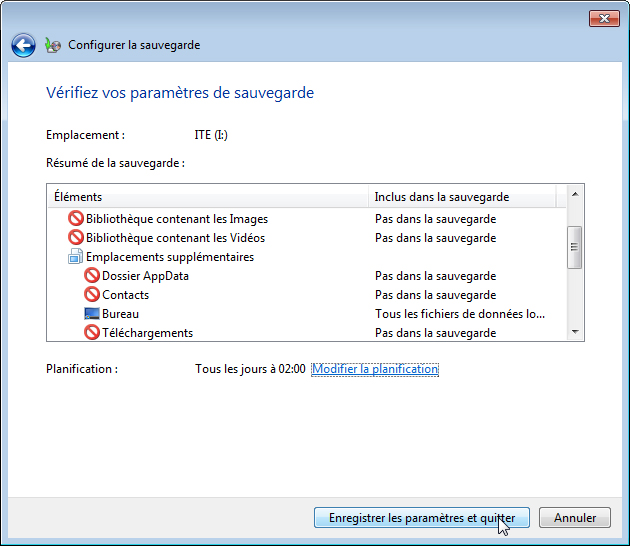 Configurer la sauvegarde
Vérifiez vos paramètres de sauvegarde
Emplacement : ITE (I:)
Résumé de la sauvegarde :
Éléments Inclus dans la sauvegarde
Bibliothèque contenant les Images Pas dans la sauvegarde
Bibliothèque contenant les Vidéos Pas dans la sauvegarde
Emplacements supplémentaires
Dossier AppData Pas dans la sauvegarde
Contacts Pas dans la sauvegarde
Bureau Tous les fichiers de données lo...
Téléchargements Pas dans la sauvegarde
Planification : Tous les jours à 02:00 Modifier la planification
Enregistrer les paramètres et quitter Annuler